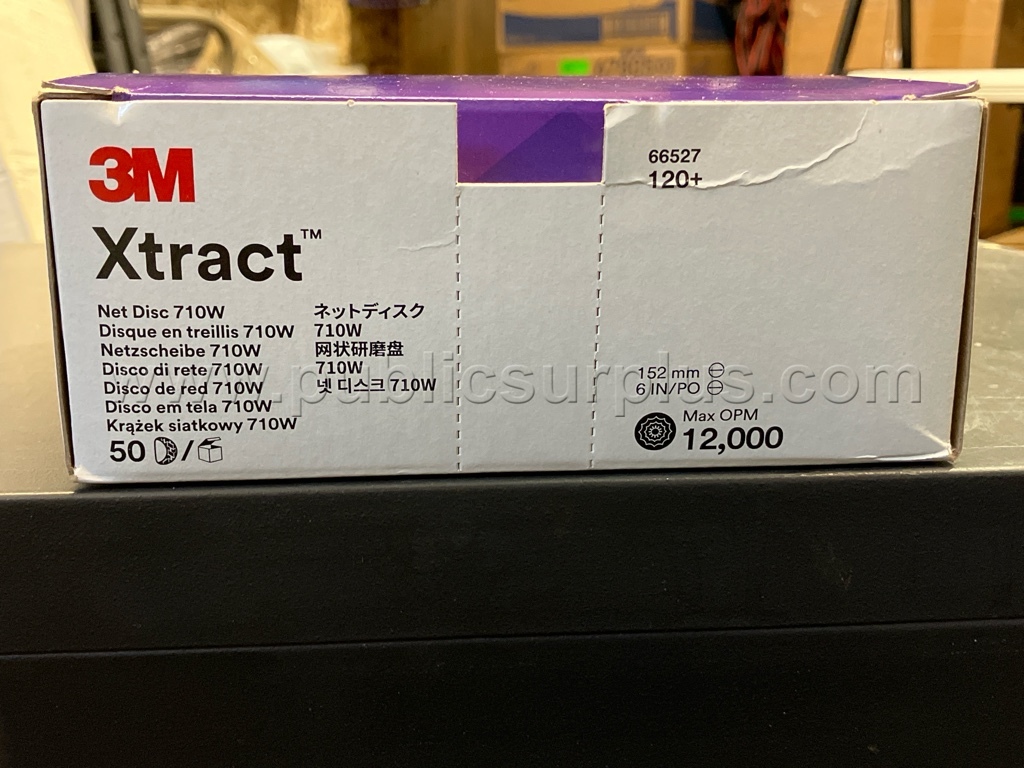 3M
Xtract™
Net Disc 710W
Disque en treillis 710W
Netzscheibe 710W
Disco di rete 710W
Disco de red 710W
Disco em tela 710W
Krążek siatkowy 710W
50 /
ネットディスク
710W
网状研磨盘
710W
넷 디스크 710W
66527
120+
152 mm
6 IN/PO
Max OPM
12,000
www.publicsurplus.com